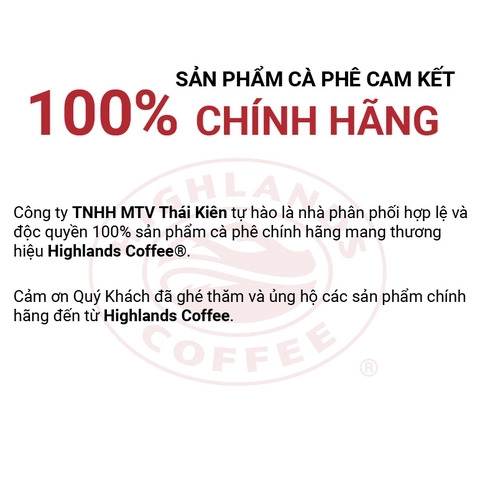 SẢN PHẨM CÀ PHÊ CAM KẾT
100% CHÍNH HÃNG
Công ty TNHH MTV Thái Kiên tự hào là nhà phân phối hợp lệ và
độc quyền 100% sản phẩm cà phê chính hãng mang thương
hiệu Highlands Coffee®.
Cảm ơn Quý Khách đã ghé thăm và ủng hộ các sản phẩm chính
hãng đến từ Highlands Coffee.
HIGHLANDS
COFFEE
®